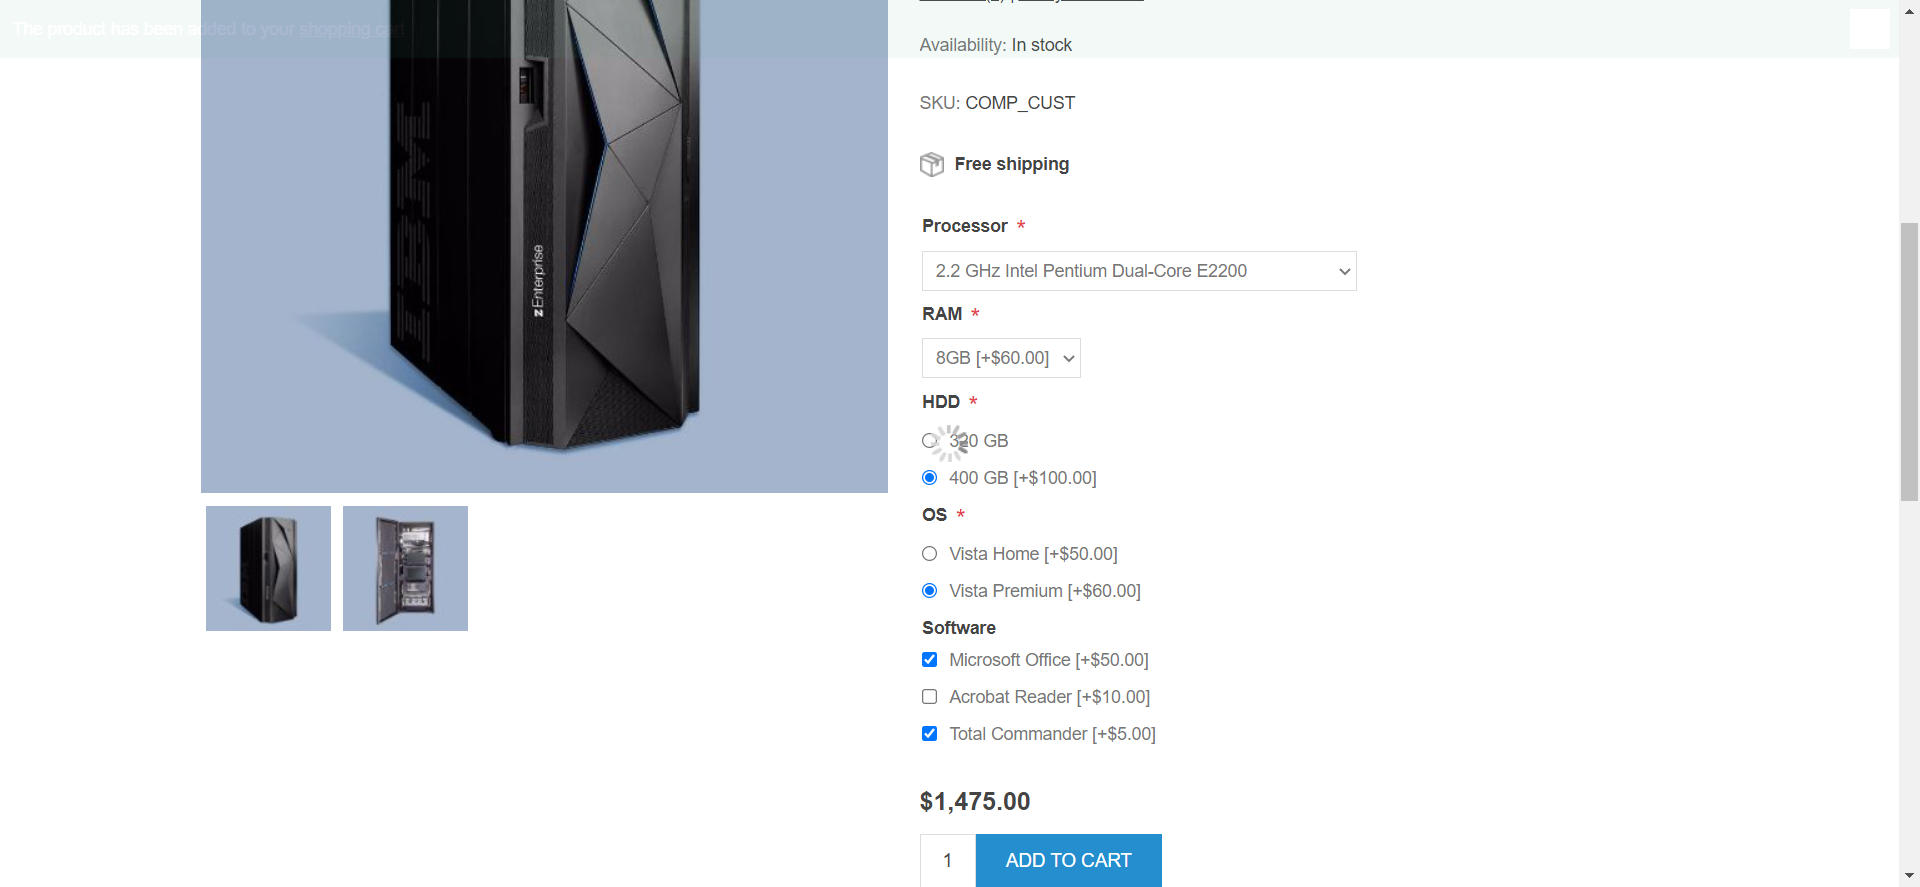 The product has been added to your shopping cart
Availability: In stock
SKU: COMP_CUST
Free shipping
Processor *
2.2 GHz Intel Pentium Dual-Core E2200
RAM *
8GB [+$60.00]
HDD *
320 GB
400 GB [+$100.00]
OS *
Vista Home [+$50.00]
Vista Premium [+$60.00]
Software
Microsoft Office [+$50.00]
Acrobat Reader [+$10.00]
Total Commander [+$5.00]
$1,475.00
1
ADD TO CART
IBM
zEnterprise